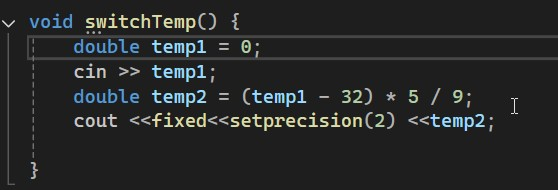 void switchTemp() {
double temp1 = 0;
cin >> temp1;
double temp2 = (temp1 - 32) * 5 / 9;
cout <<fixed<<setprecision(2) <<temp2;
}